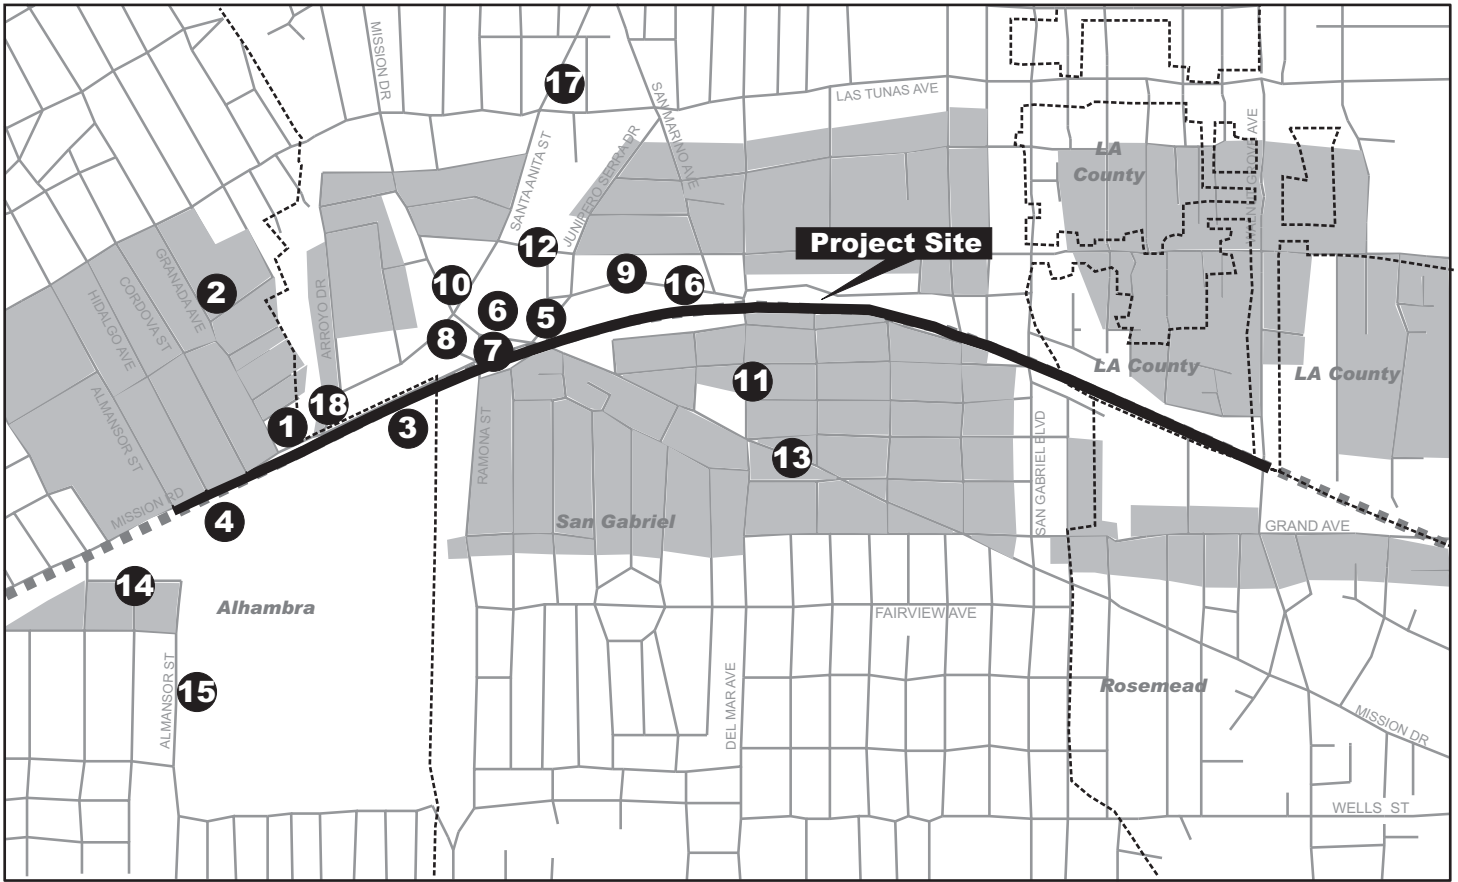 MISSION DR
17
SAN MARINO AVE
LAS TUNAS AVE
SANTA ANITA ST
JUNIPERO SERRA DR
LA
County
12
Project Site
GRANADA AVE
2
CORDOVA ST
HIDALGO AVE
ARROYO DR
10
9
16
6
5
8
7
LA County
LA County
11
ALMANSOR ST
18
1
3
RAMONA ST
13
SAN GABRIEL BLVD
MISSION RD
4
San Gabriel
GRAND AVE
14
Alhambra
FAIRVIEW AVE
ALMANSOR ST
15
DEL MAR AVE
Rosemead
MISSION DR
WELLS ST